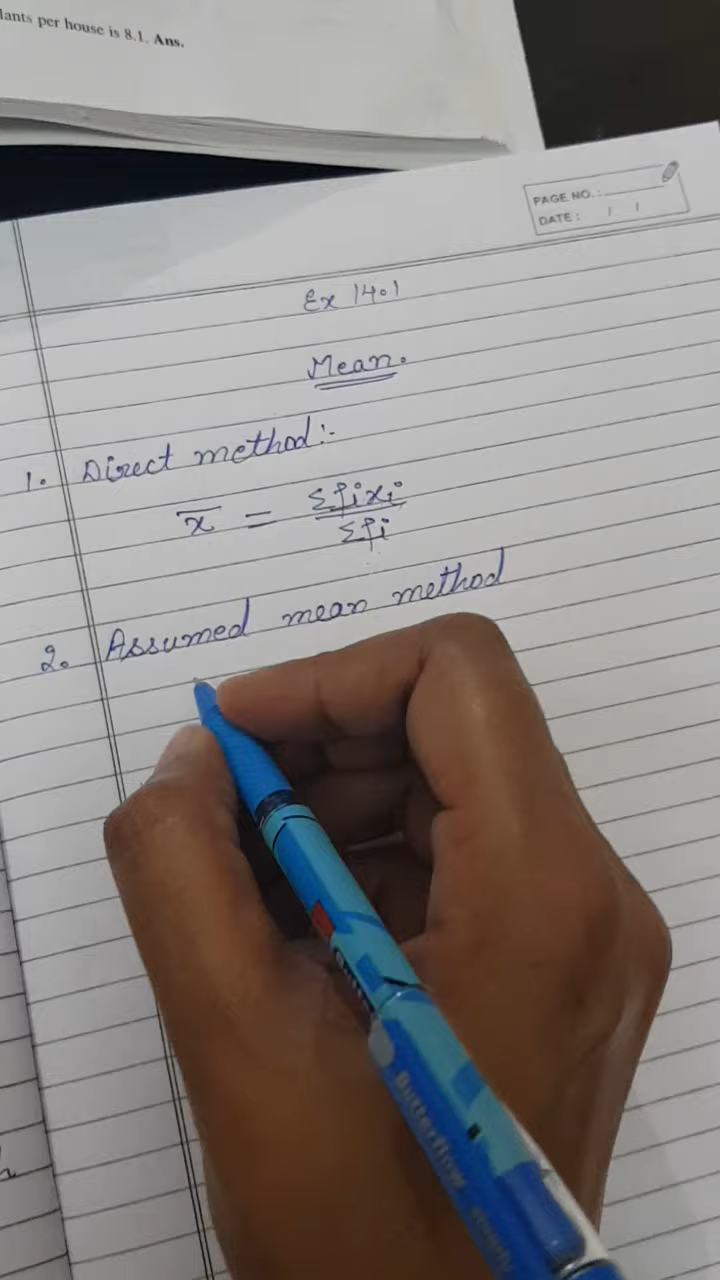 lants per house is 8.1. Ans.
PAGE NO.:
DATE: / /
Ex 14.1
Mean.
1. Direct method:-
x̄ = Σfixi
Σfi
2. Assumed mean method
Butterflow